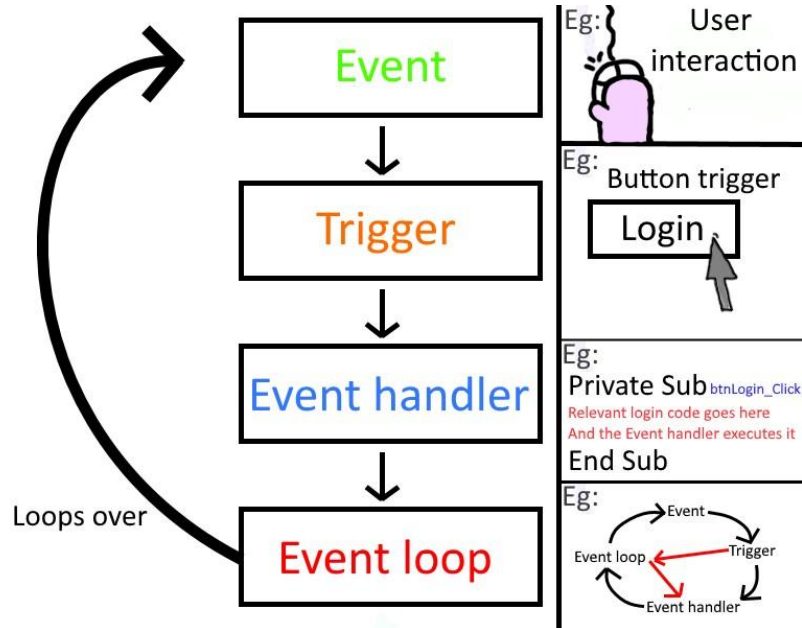 Event
Trigger
Event handler
Event loop
Loops over
Eg:
User
interaction
Eg:
Button trigger
Login
Eg:
Private Sub btnLogin_Click
Relevant login code goes here
And the Event handler executes it
End Sub
Eg:
Event
Trigger
Event loop
Event handler